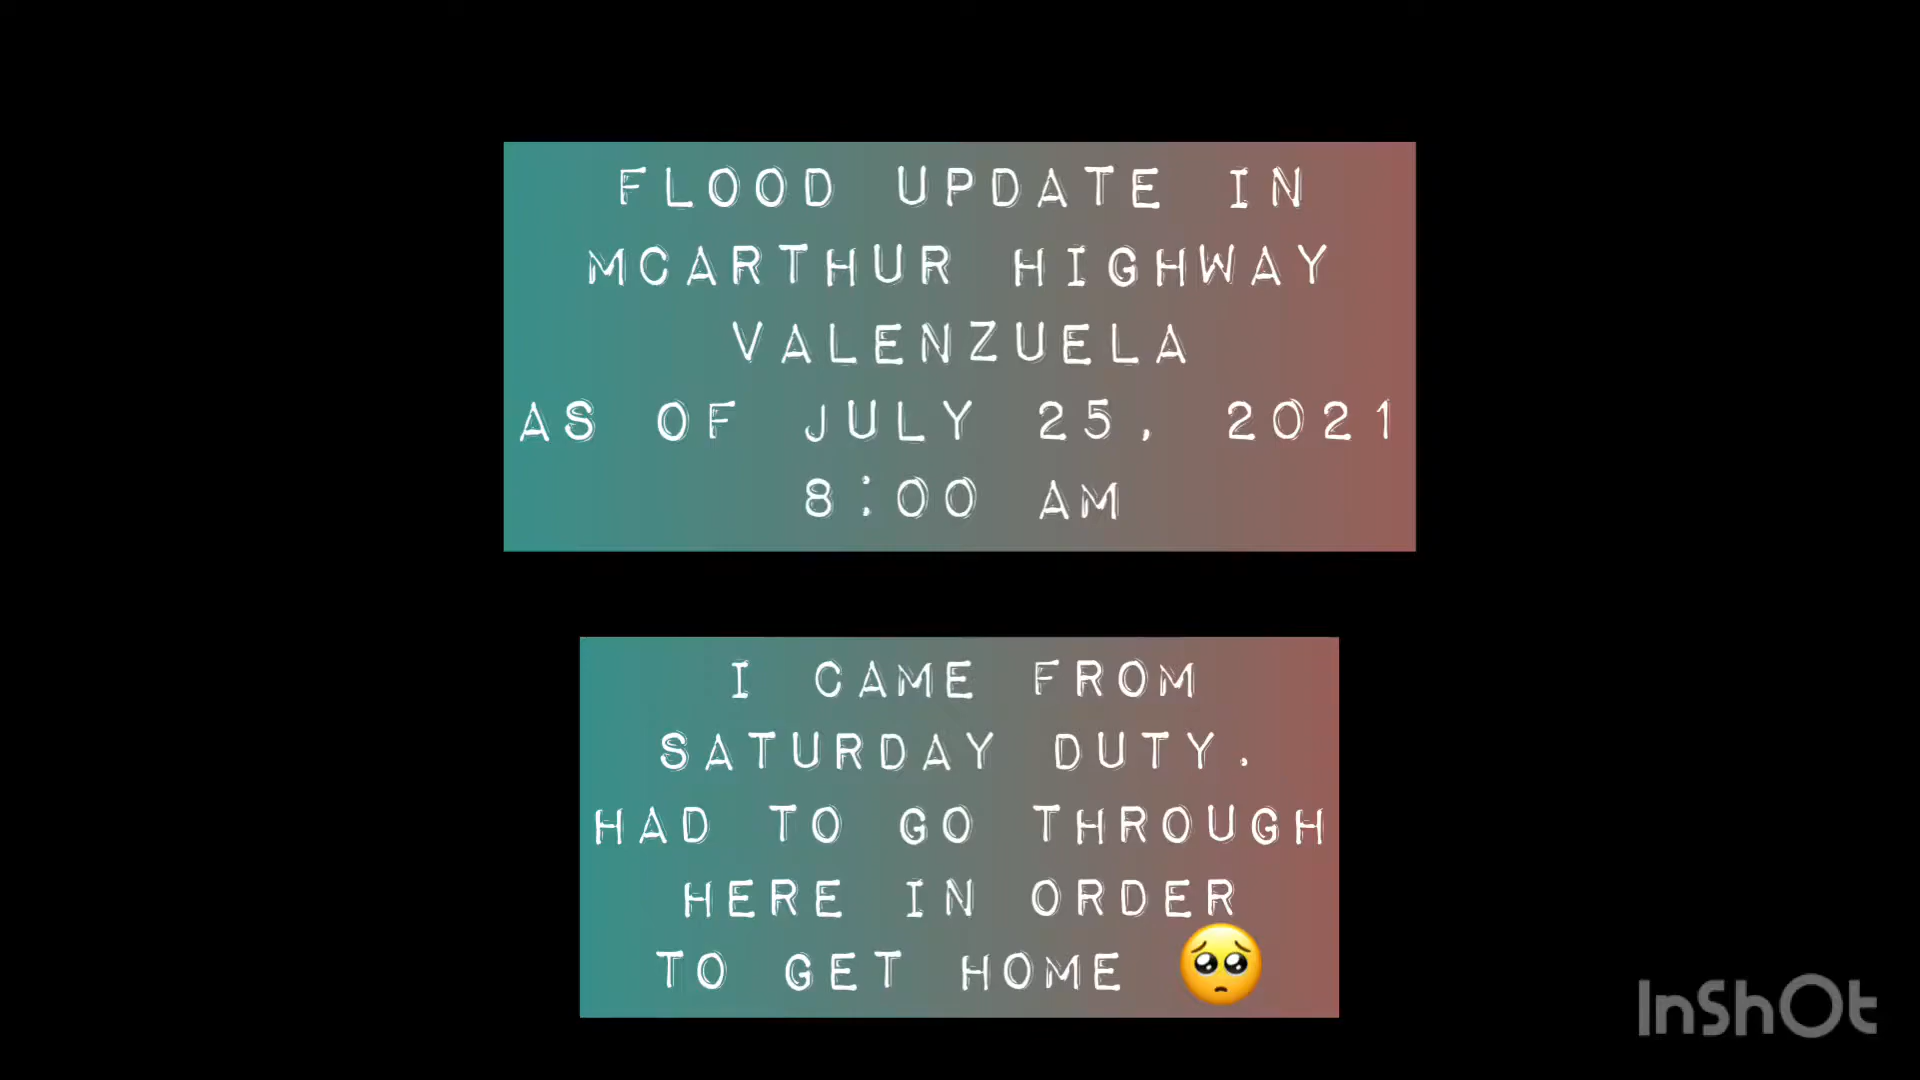 FLOOD UPDATE IN
MCARTHUR HIGHWAY
VALENZUELA
AS OF JULY 25, 2021
8:00 AM
I CAME FROM
SATURDAY DUTY.
HAD TO GO THROUGH
HERE IN ORDER
TO GET HOME 🥺
InShOt